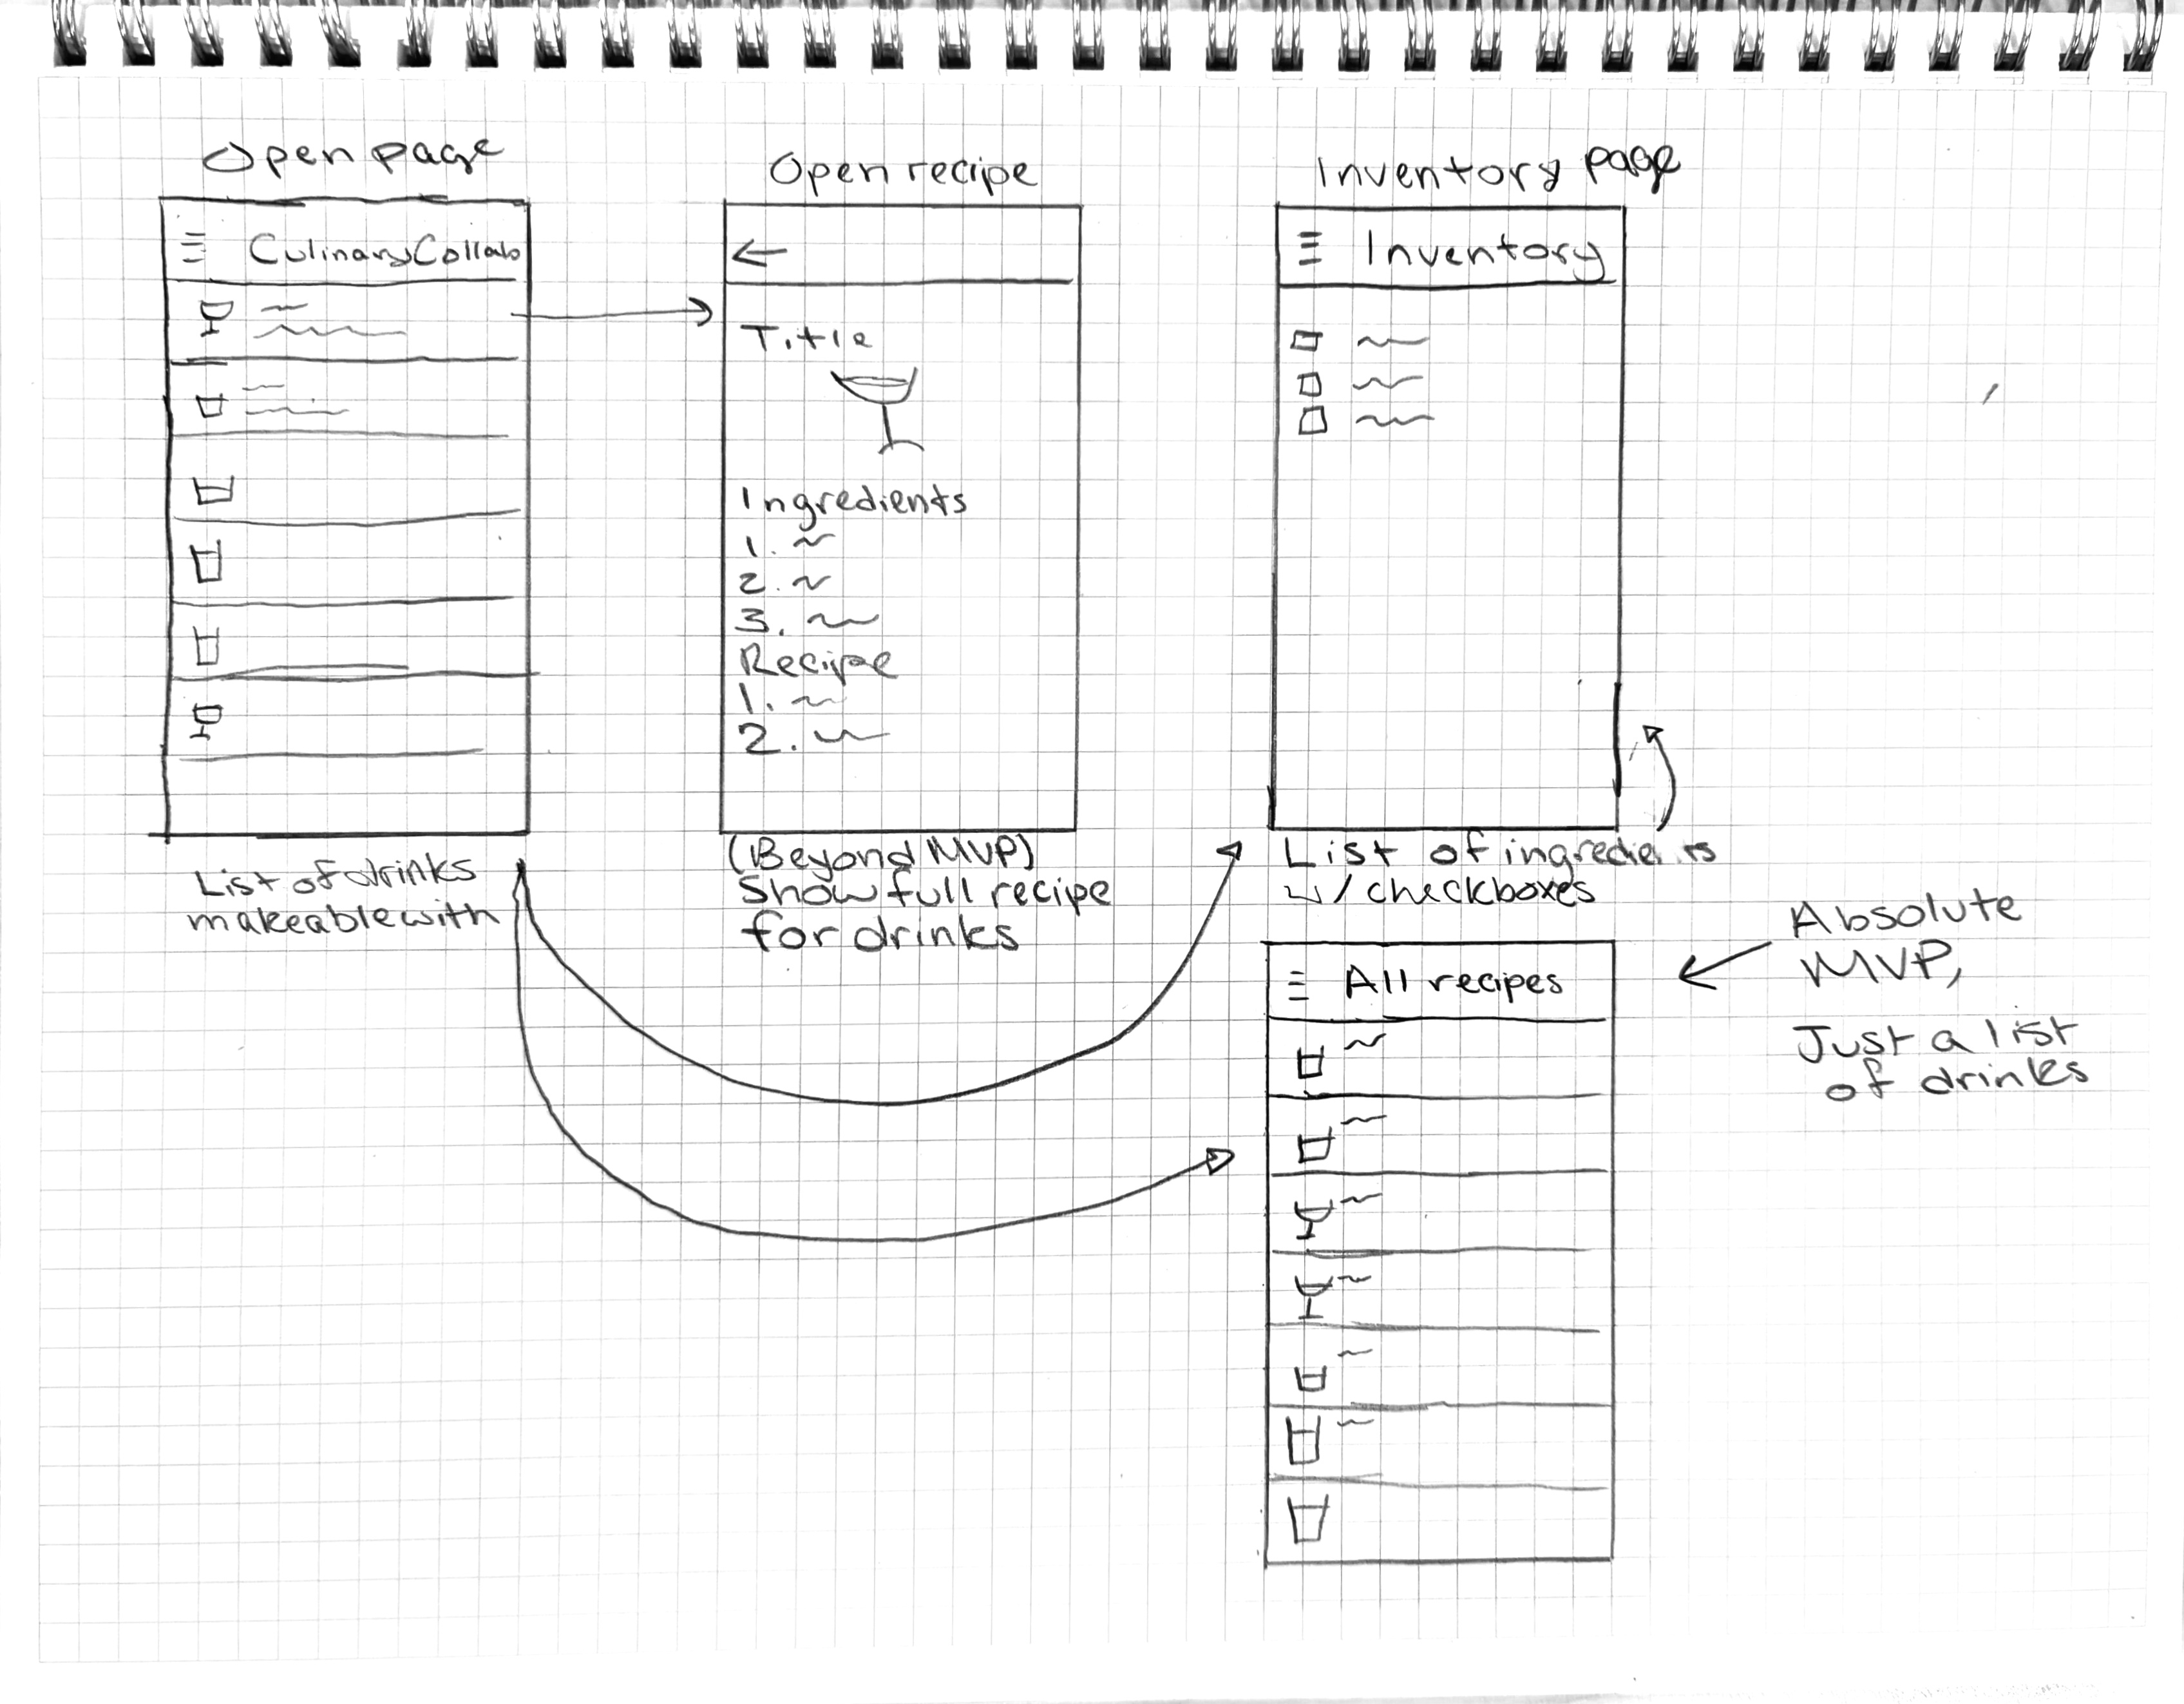 Open page
CulinaryCollab
List of drinks
makeable with
Open recipe
Title
Ingredients
1.
2.
3.
Recipe
1.
2.
(Beyond MVP)
Show full recipe
for drinks
Inventory page
Inventory
List of ingredie ts
w/ checkboxes
All recipes
Absolute
MVP,
Just a list
of drinks